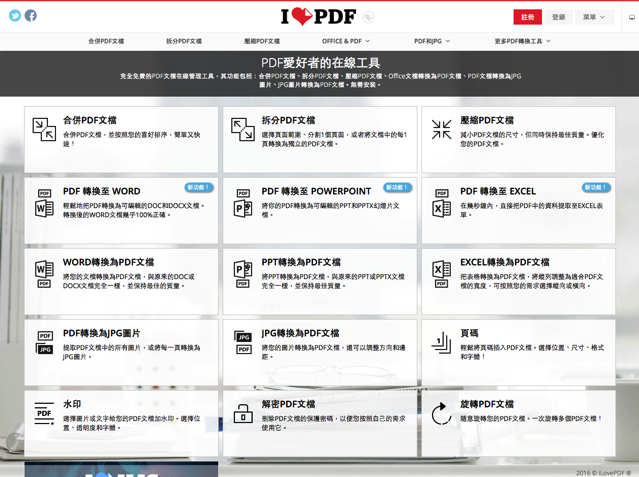 I PDF
註冊
登錄
菜單
合併PDF文檔
拆分PDF文檔
壓縮PDF文檔
OFFICE & PDF
PDF和JPG
更多PDF轉換工具
PDF愛好者的在線工具
完全免費的PDF文檔在線管理工具，其功能包括：合併PDF文檔、拆分PDF文檔、壓縮PDF文檔、Office文檔轉換為PDF文檔、PDF文檔轉換為JPG
圖片、JPG圖片轉換為PDF文檔。無需安裝。
合併PDF文檔
合併PDF文檔，並按照您的喜好排序，簡單又快
速！
拆分PDF文檔
選擇頁面範圍、分割1個頁面，或者將文檔中的每1
頁轉換為獨立的PDF文檔。
壓縮PDF文檔
減小PDF文檔的尺寸，但同時保持最佳質量。優化
您的PDF文檔。
PDF 轉換至 WORD
新功能！
輕鬆地把PDF轉換為可編輯的DOC和DOCX文檔。
轉換後的WORD文檔幾乎100%正確。
PDF
W
PDF 轉換至 POWERPOINT
新功能！
將你的PDF轉換為可編輯的PPT和PPTX幻燈片文
檔。
PDF
P
PDF 轉換至 EXCEL
新功能！
在幾秒鐘內，直接把PDF中的資料提取至EXCEL表
單。
PDF
X
WORD轉換為PDF文檔
將您的文檔轉換為PDF文檔，與原來的DOC或
DOCX文檔完全一樣，並保持最佳的質量。
W
PDF
PPT轉換為PDF文檔
將PPT轉換為PDF文檔，與原來的PPT或PPTX文檔
完全一樣，並保持最佳質量。
P
PDF
EXCEL轉換為PDF文檔
把表格轉換為PDF文檔，將縱列調整為適合PDF文
檔的寬度，可按照您的需求選擇縱向或橫向。
X
PDF
PDF轉換為JPG圖片
提取PDF文檔中的所有圖片，或將每一頁轉換為
JPG圖片。
PDF
JPG
JPG轉換為PDF文檔
將您的圖片轉換為PDF文檔，還可以調整方向和邊
距。
JPG
PDF
頁碼
輕鬆將頁碼插入PDF文檔。選擇位置、尺寸、格式
和字體！
1
水印
選擇圖片或文字給您的PDF文檔加水印。選擇位
置、透明度和字體。
PDF
解密PDF文檔
刪除PDF文檔的保護密碼，以便您按照自己的需求
使用它。
旋轉PDF文檔
隨意旋轉您的PDF文檔。一次旋轉多個PDF文檔！
2016 © iLovePDF ®